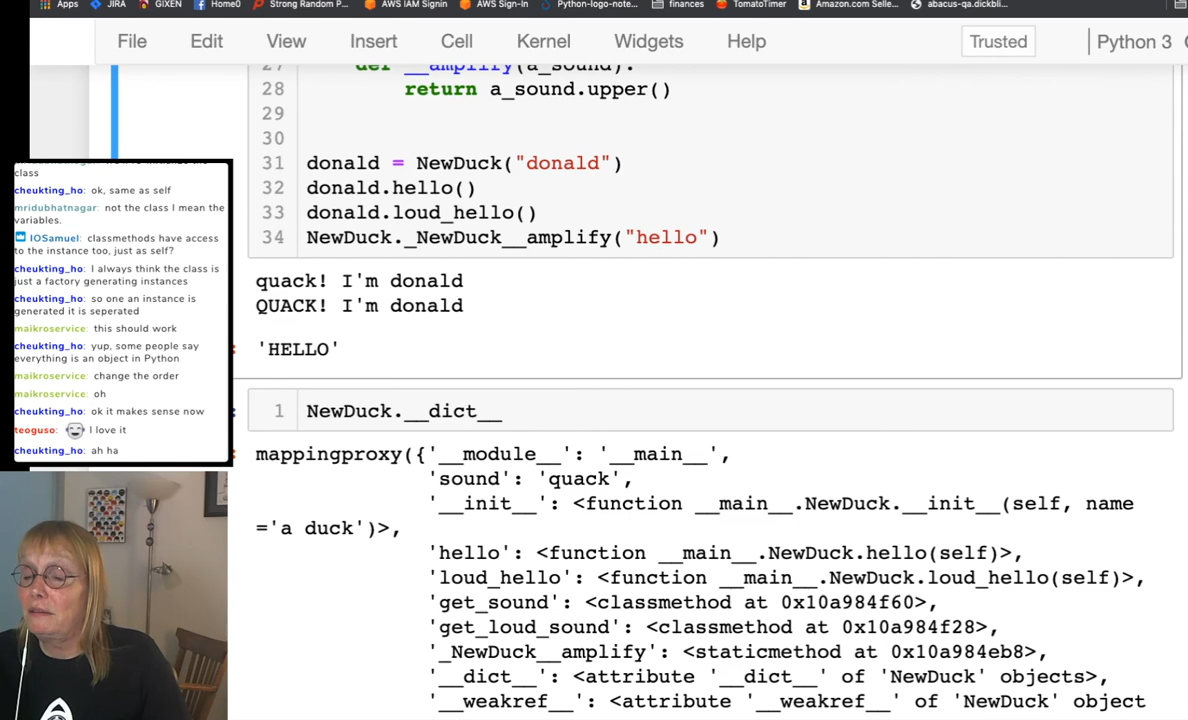 Apps JIRA GIXEN Home0 Strong Random P... AWS IAM Signin AWS Sign-In Python-logo-note... finances TomatoTimer Amazon.com Selle... abacus-qa.dickbli...
File Edit View Insert Cell Kernel Widgets Help Trusted Python 3
27 def __amplify(a_sound):
28 return a_sound.upper()
29
30
31 donald = NewDuck("donald")
32 donald.hello()
33 donald.loud_hello()
34 NewDuck._NewDuck__amplify("hello")
quack! I'm donald
QUACK! I'm donald
'HELLO'
1 NewDuck.__dict__
mappingproxy({'__module__': '__main__',
'sound': 'quack',
'__init__': <function __main__.NewDuck.__init__(self, name
='a duck')>,
'hello': <function __main__.NewDuck.hello(self)>,
'loud_hello': <function __main__.NewDuck.loud_hello(self)>,
'get_sound': <classmethod at 0x10a984f60>,
'get_loud_sound': <classmethod at 0x10a984f28>,
'_NewDuck__amplify': <staticmethod at 0x10a984eb8>,
'__dict__': <attribute '__dict__' of 'NewDuck' objects>,
'__weakref__': <attribute '__weakref__' of 'NewDuck' object
class
cheukting_ho: ok, same as self
mridubhatnagar: not the class I mean the
variables.
IOSamuel: classmethods have access
to the instance too, just as self?
cheukting_ho: I always think the class is
just a factory generating instances
cheukting_ho: so one an instance is
generated it is seperated
maikroservice: this should work
cheukting_ho: yup, some people say
everything is an object in Python
maikroservice: change the order
maikroservice: oh
cheukting_ho: ok it makes sense now
teoguso: I love it
cheukting_ho: ah ha